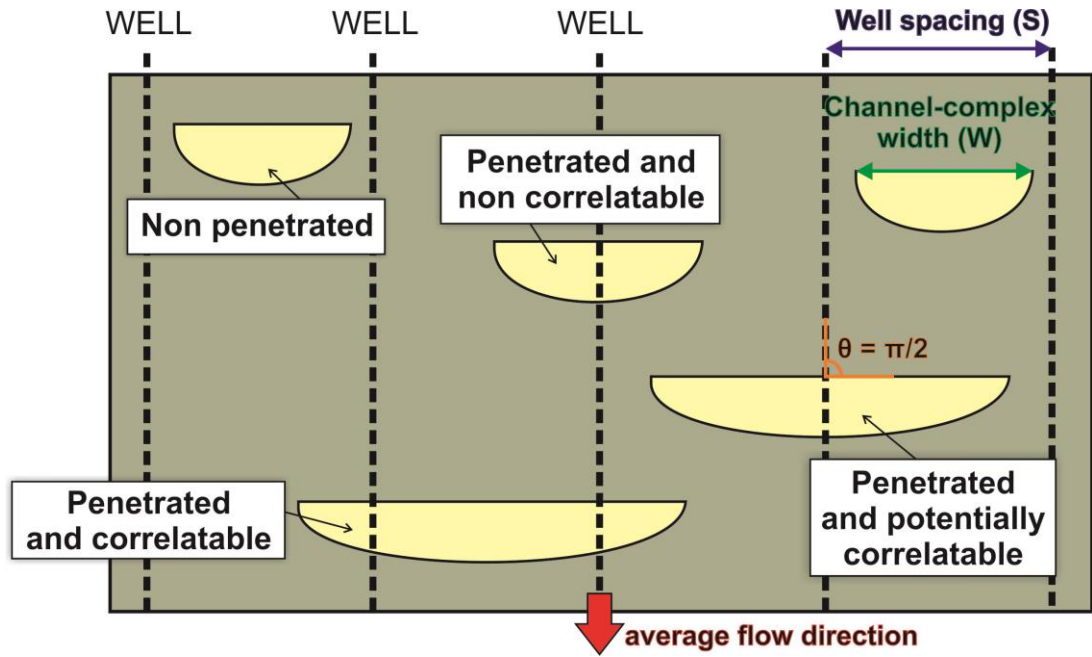 WELL
WELL
WELL
Well spacing (S)
Channel-complex
width (W)
Penetrated and
non correlatable
Non penetrated
θ = π/2
Penetrated
and correlatable
Penetrated
and potentially
correlatable
average flow direction